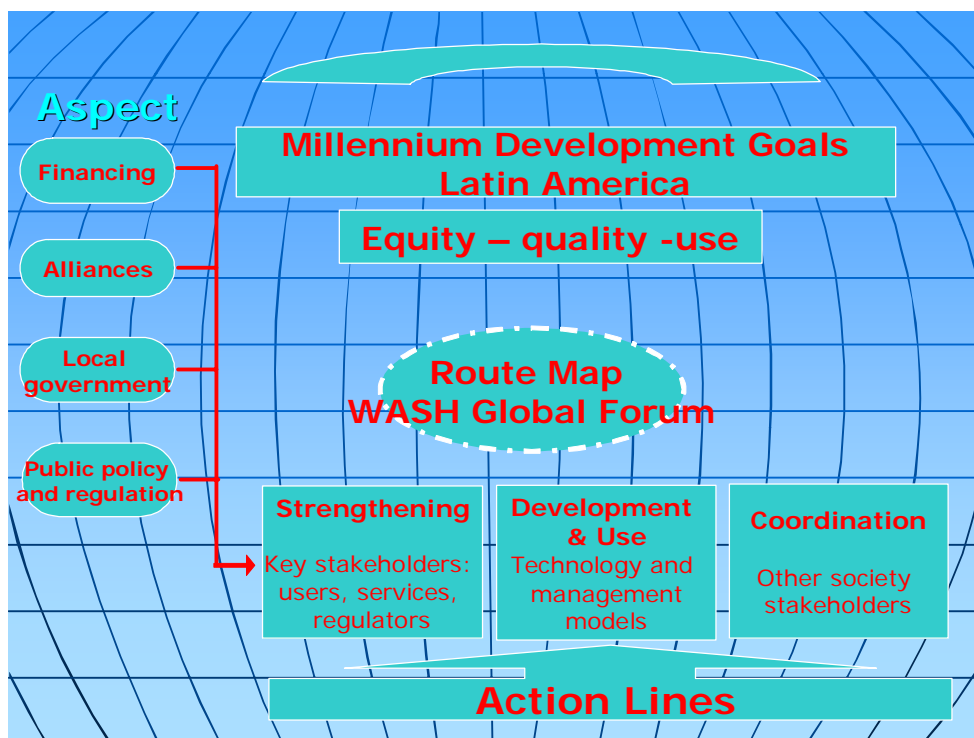 Aspect
Financing
Alliances
Local
government
Public policy
and regulation
Millennium Development Goals
Latin America
Equity – quality -use
Route Map
WASH Global Forum
Strengthening
Key stakeholders:
users, services,
regulators
Development
& Use
Technology and
management
models
Coordination
Other society
stakeholders
Action Lines